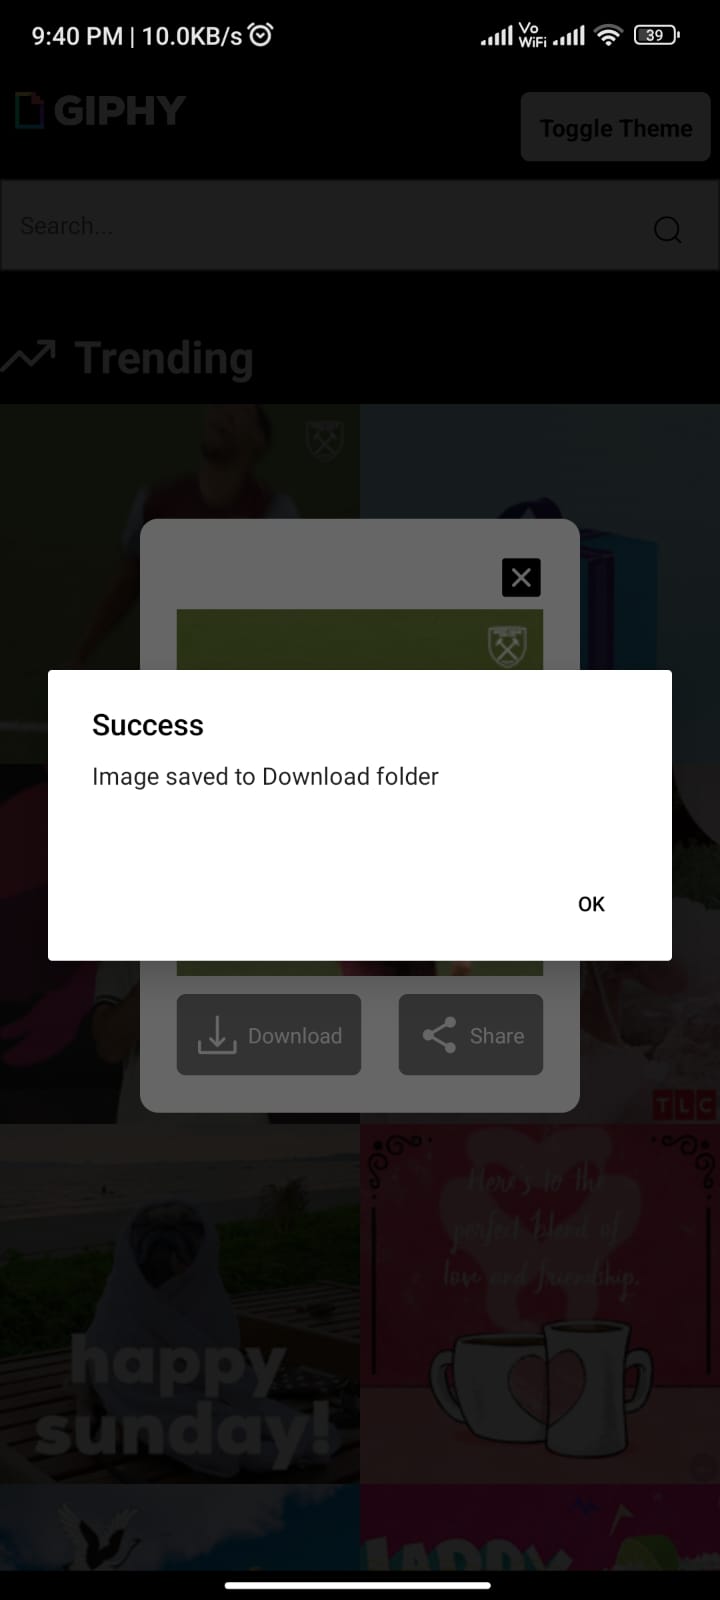 9:40 PM | 10.0KB/s
Vo
WiFi
39
GIPHY
Toggle Theme
Search...
Trending
Success
Image saved to Download folder
OK
Download
Share
TLC
Here's to the
perfect blend of
love and friendship.
happy
sunday!
HAPPY